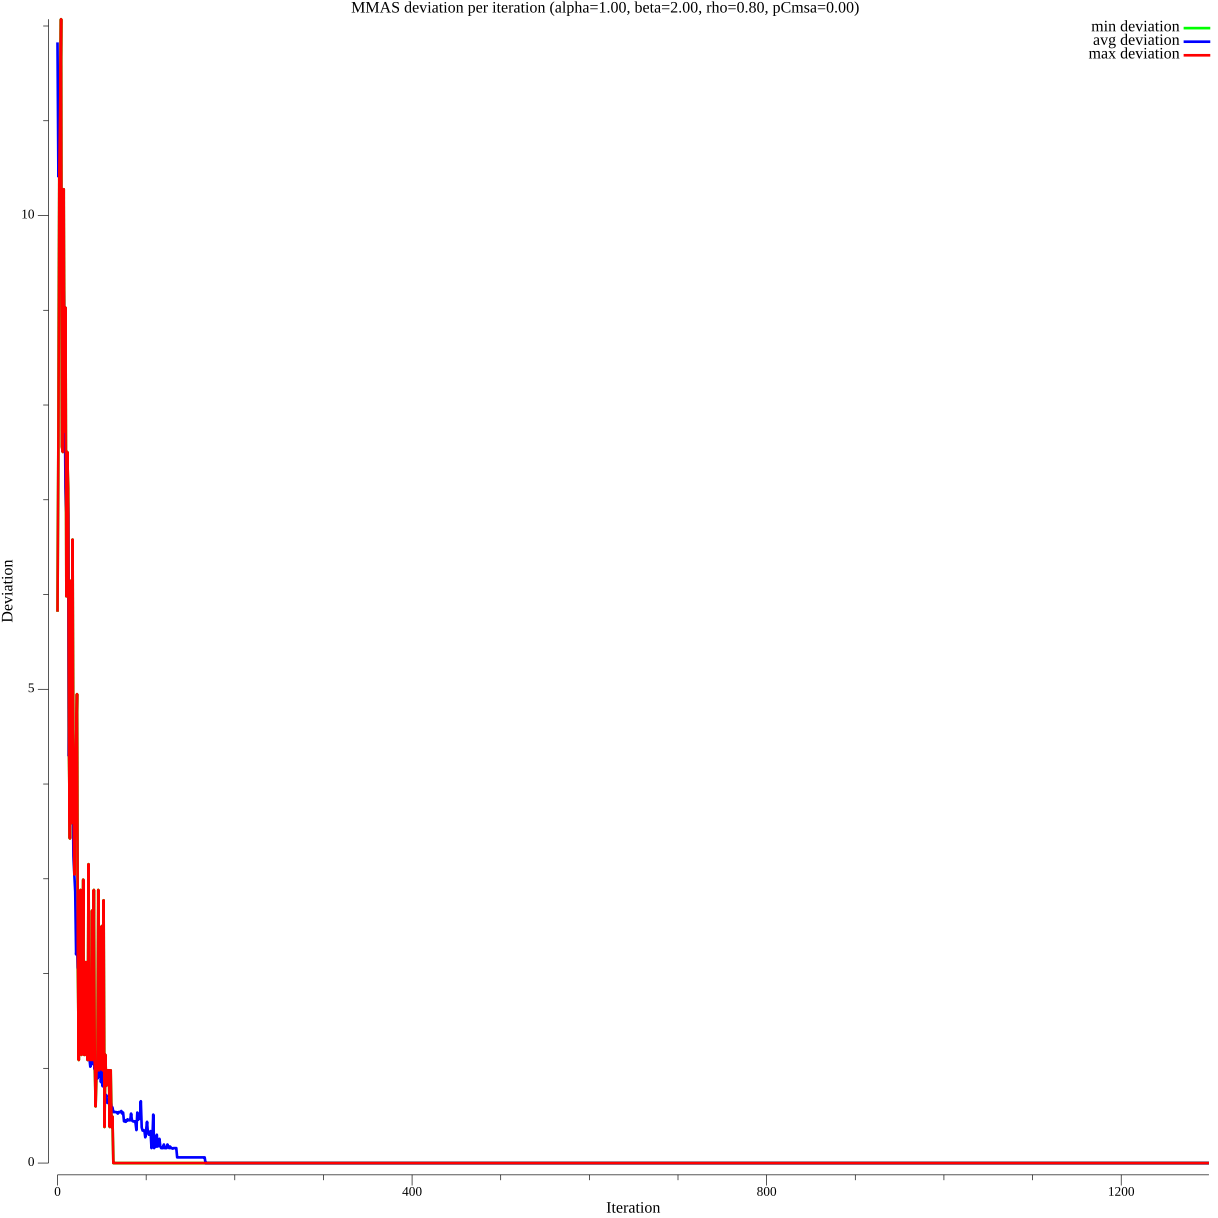 MMAS deviation per iteration (alpha=1.00, beta=2.00, rho=0.80, pCmsa=0.00)
min deviation
avg deviation
max deviation
10
5
0
Deviation
0 400 800 1200
Iteration